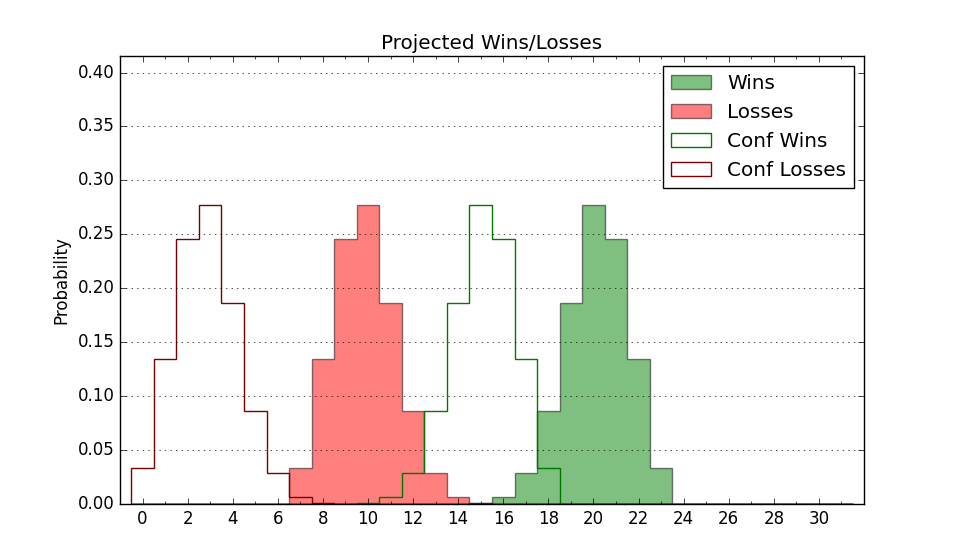 Projected Wins/Losses
0.40
0.35
0.30
0.25
0.20
0.15
0.10
0.05
0.00
Probability
Wins
Losses
Conf Wins
Conf Losses
0 2 4 6 8 10 12 14 16 18 20 22 24 26 28 30